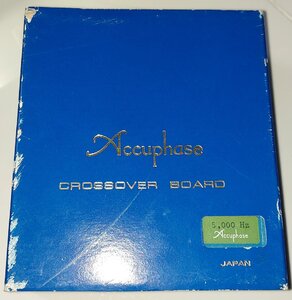 Accuphase
CROSSOVER BOARD
5,000 Hz
Accuphase
JAPAN